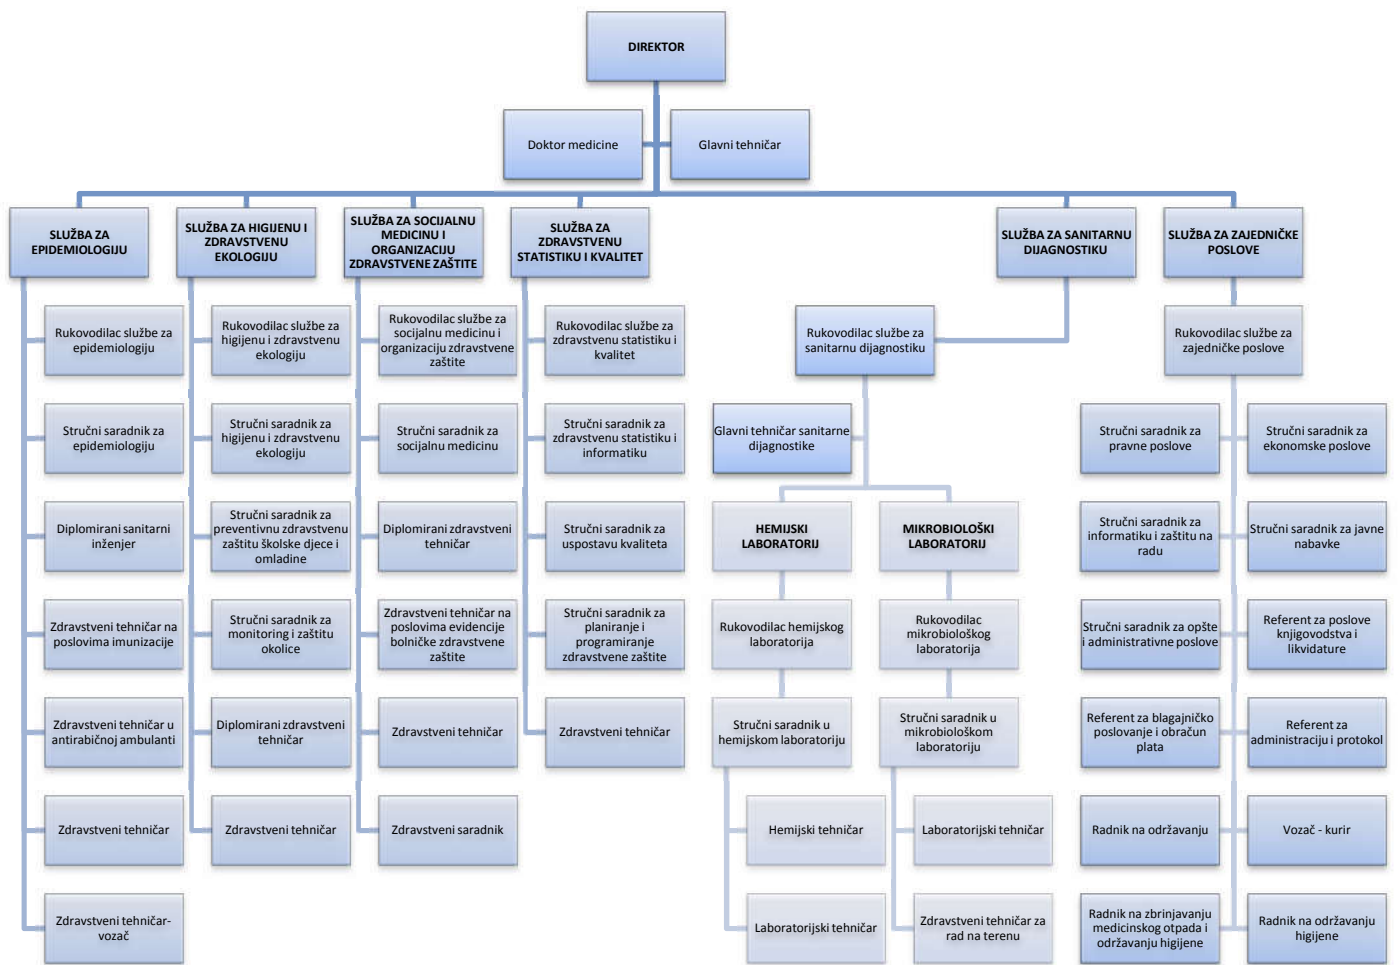 DIREKTOR
Doktor medicine
Glavni tehničar
SLUŽBA ZA
EPIDEMIOLOGIJU
SLUŽBA ZA HIGIJENU I
ZDRAVSTVENU
EKOLOGIJU
SLUŽBA ZA SOCIJALNU
MEDICINU I
ORGANIZACIJU
ZDRAVSTVENE ZAŠTITE
SLUŽBA ZA
ZDRAVSTVENU
STATISTIKU I KVALITET
SLUŽBA ZA SANITARNU
DIJAGNOSTIKU
SLUŽBA ZA ZAJEDNIČKE
POSLOVE
Rukovodilac službe za
epidemiologiju
Stručni saradnik za
epidemiologiju
Diplomirani sanitarni
inženjer
Zdravstveni tehničar na
poslovima imunizacije
Zdravstveni tehničar u
antirabičnoj ambulanti
Zdravstveni tehničar
Zdravstveni tehničar-
vozač
Rukovodilac službe za
higijenu i zdravstvenu
ekologiju
Stručni saradnik za
higijenu i zdravstvenu
ekologiju
Stručni saradnik za
preventivnu zdravstvenu
zaštitu školske djece i
omladine
Stručni saradnik za
monitoring i zaštitu
okolice
Diplomirani zdravstveni
tehničar
Zdravstveni tehničar
Rukovodilac službe za
socijalnu medicinu i
organizaciju zdravstvene
zaštite
Stručni saradnik za
socijalnu medicinu
Diplomirani zdravstveni
tehničar
Zdravstveni tehničar na
poslovima evidencije
bolničke zdravstvene
zaštite
Zdravstveni tehničar
Zdravstveni saradnik
Rukovodilac službe za
zdravstvenu statistiku i
kvalitet
Stručni saradnik za
zdravstvenu statistiku i
informatiku
Stručni saradnik za
uspostavu kvaliteta
Stručni saradnik za
planiranje i
programiranje
zdravstvene zaštite
Zdravstveni tehničar
Rukovodilac službe za
sanitarnu dijagnostiku
Glavni tehničar sanitarne
dijagnostike
HEMIJSKI
LABORATORIJ
Rukovodilac hemijskog
laboratorija
Stručni saradnik u
hemijskom laboratoriju
Hemijski tehničar
Laboratorijski tehničar
MIKROBIOLOŠKI
LABORATORIJ
Rukovodilac
mikrobiološkog
laboratorija
Stručni saradnik u
mikrobiološkom
laboratoriju
Laboratorijski tehničar
Zdravstveni tehničar za
rad na terenu
Rukovodilac službe za
zajedničke poslove
Stručni saradnik za
pravne poslove
Stručni saradnik za
ekonomske poslove
Stručni saradnik za
informatiku i zaštitu na
radu
Stručni saradnik za javne
nabavke
Stručni saradnik za opšte
i administrativne poslove
Referent za poslove
knjigovodstva i
likvidature
Referent za blagajničko
poslovanje i obračun
plata
Referent za
administraciju i protokol
Radnik na održavanju
Vozač - kurir
Radnik na zbrinjavanju
medicinskog otpada i
održavanju higijene
Radnik na održavanju
higijene